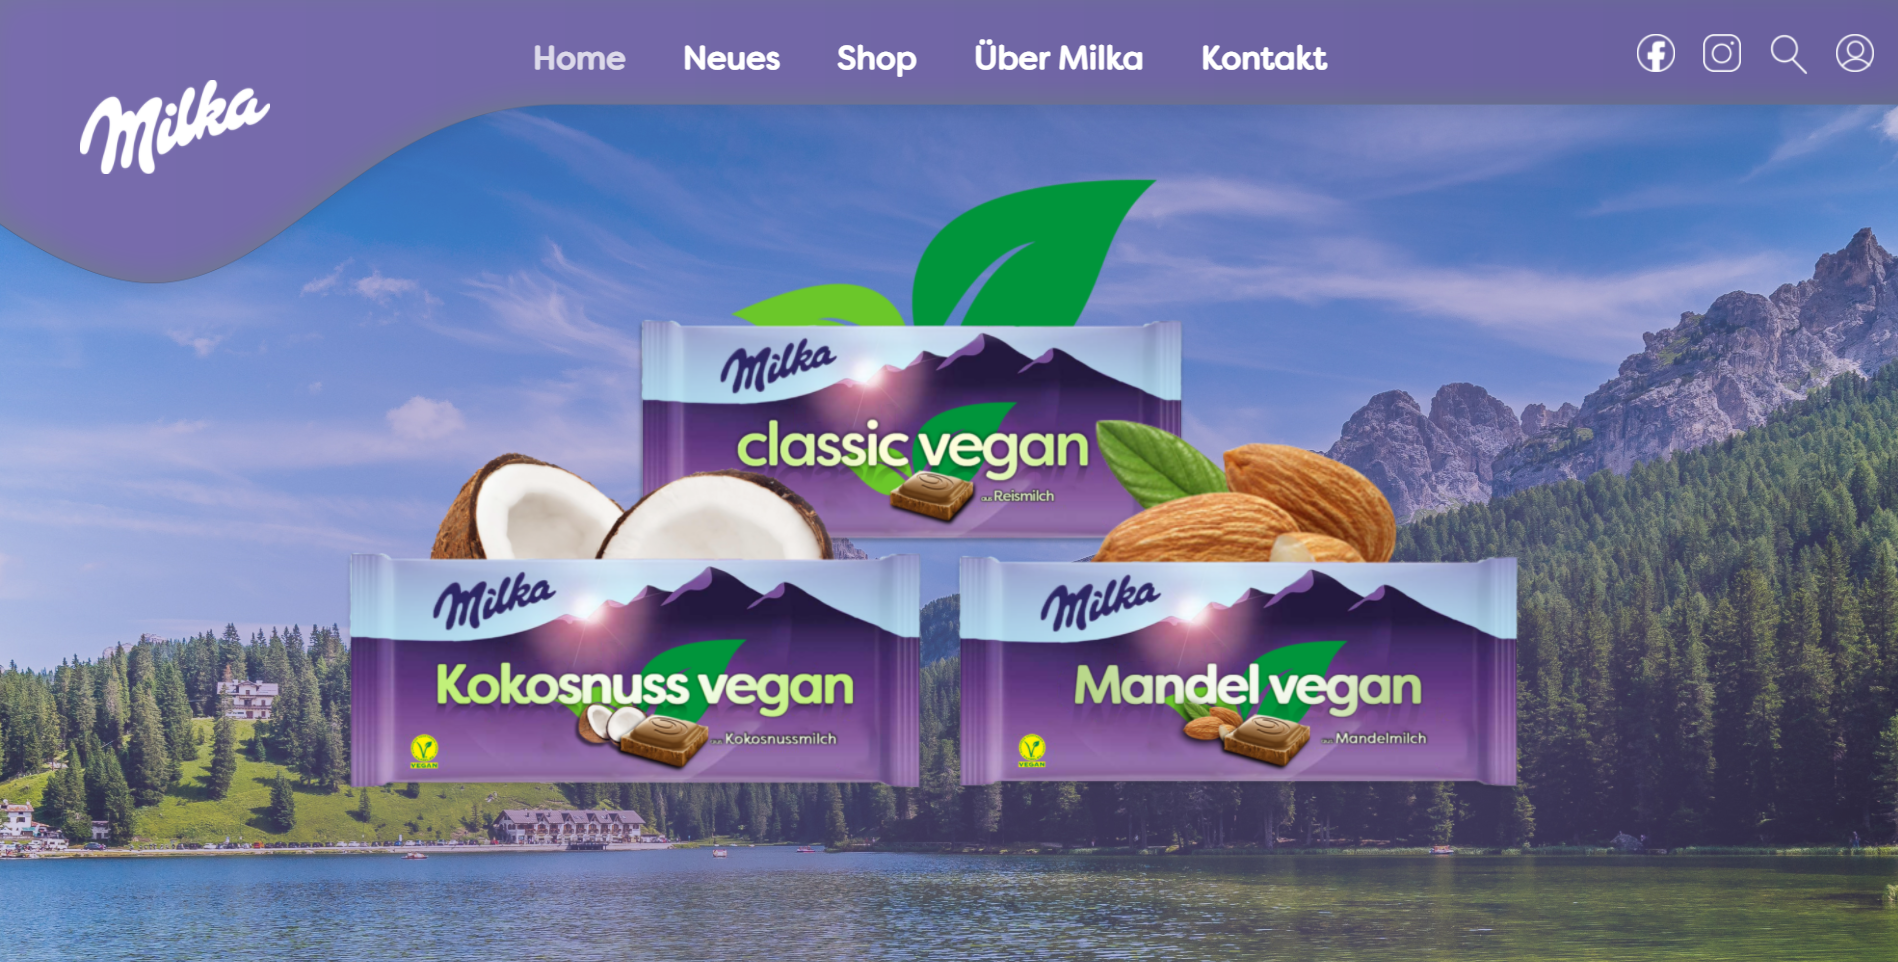 Home Neues Shop Über Milka Kontakt
Milka
Milka
classic vegan
aus Reismilch
Milka
Kokosnuss vegan
aus Kokosnussmilch
VEGAN
Milka
Mandel vegan
aus Mandelmilch
VEGAN